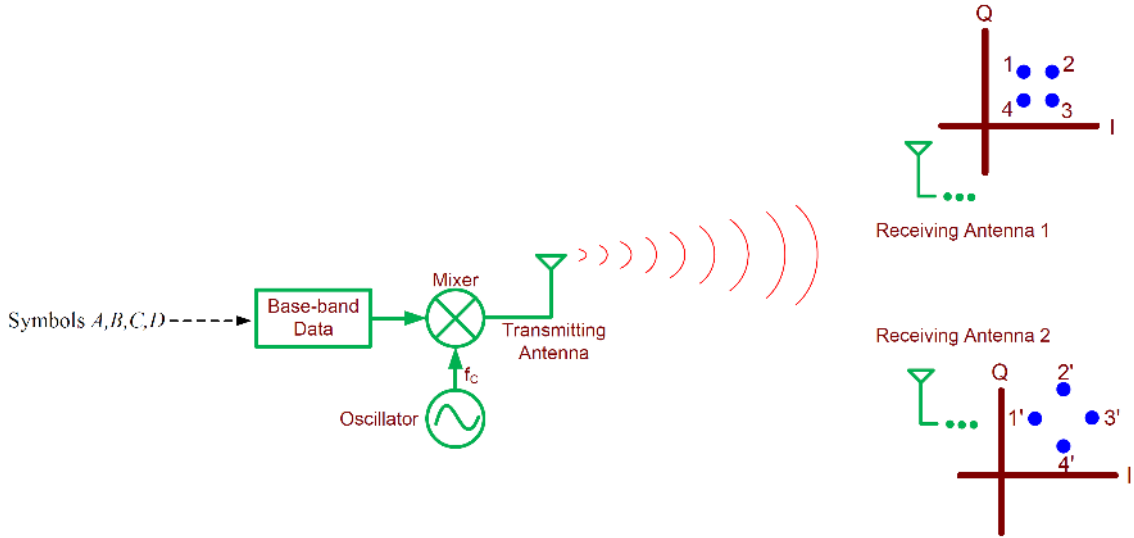 Symbols A,B,C,D
Base-band
Data
Mixer
fC
Oscillator
Transmitting
Antenna
Q
1
2
4
3
I
Receiving Antenna 1
Receiving Antenna 2
Q
2'
1'
3'
4'
I